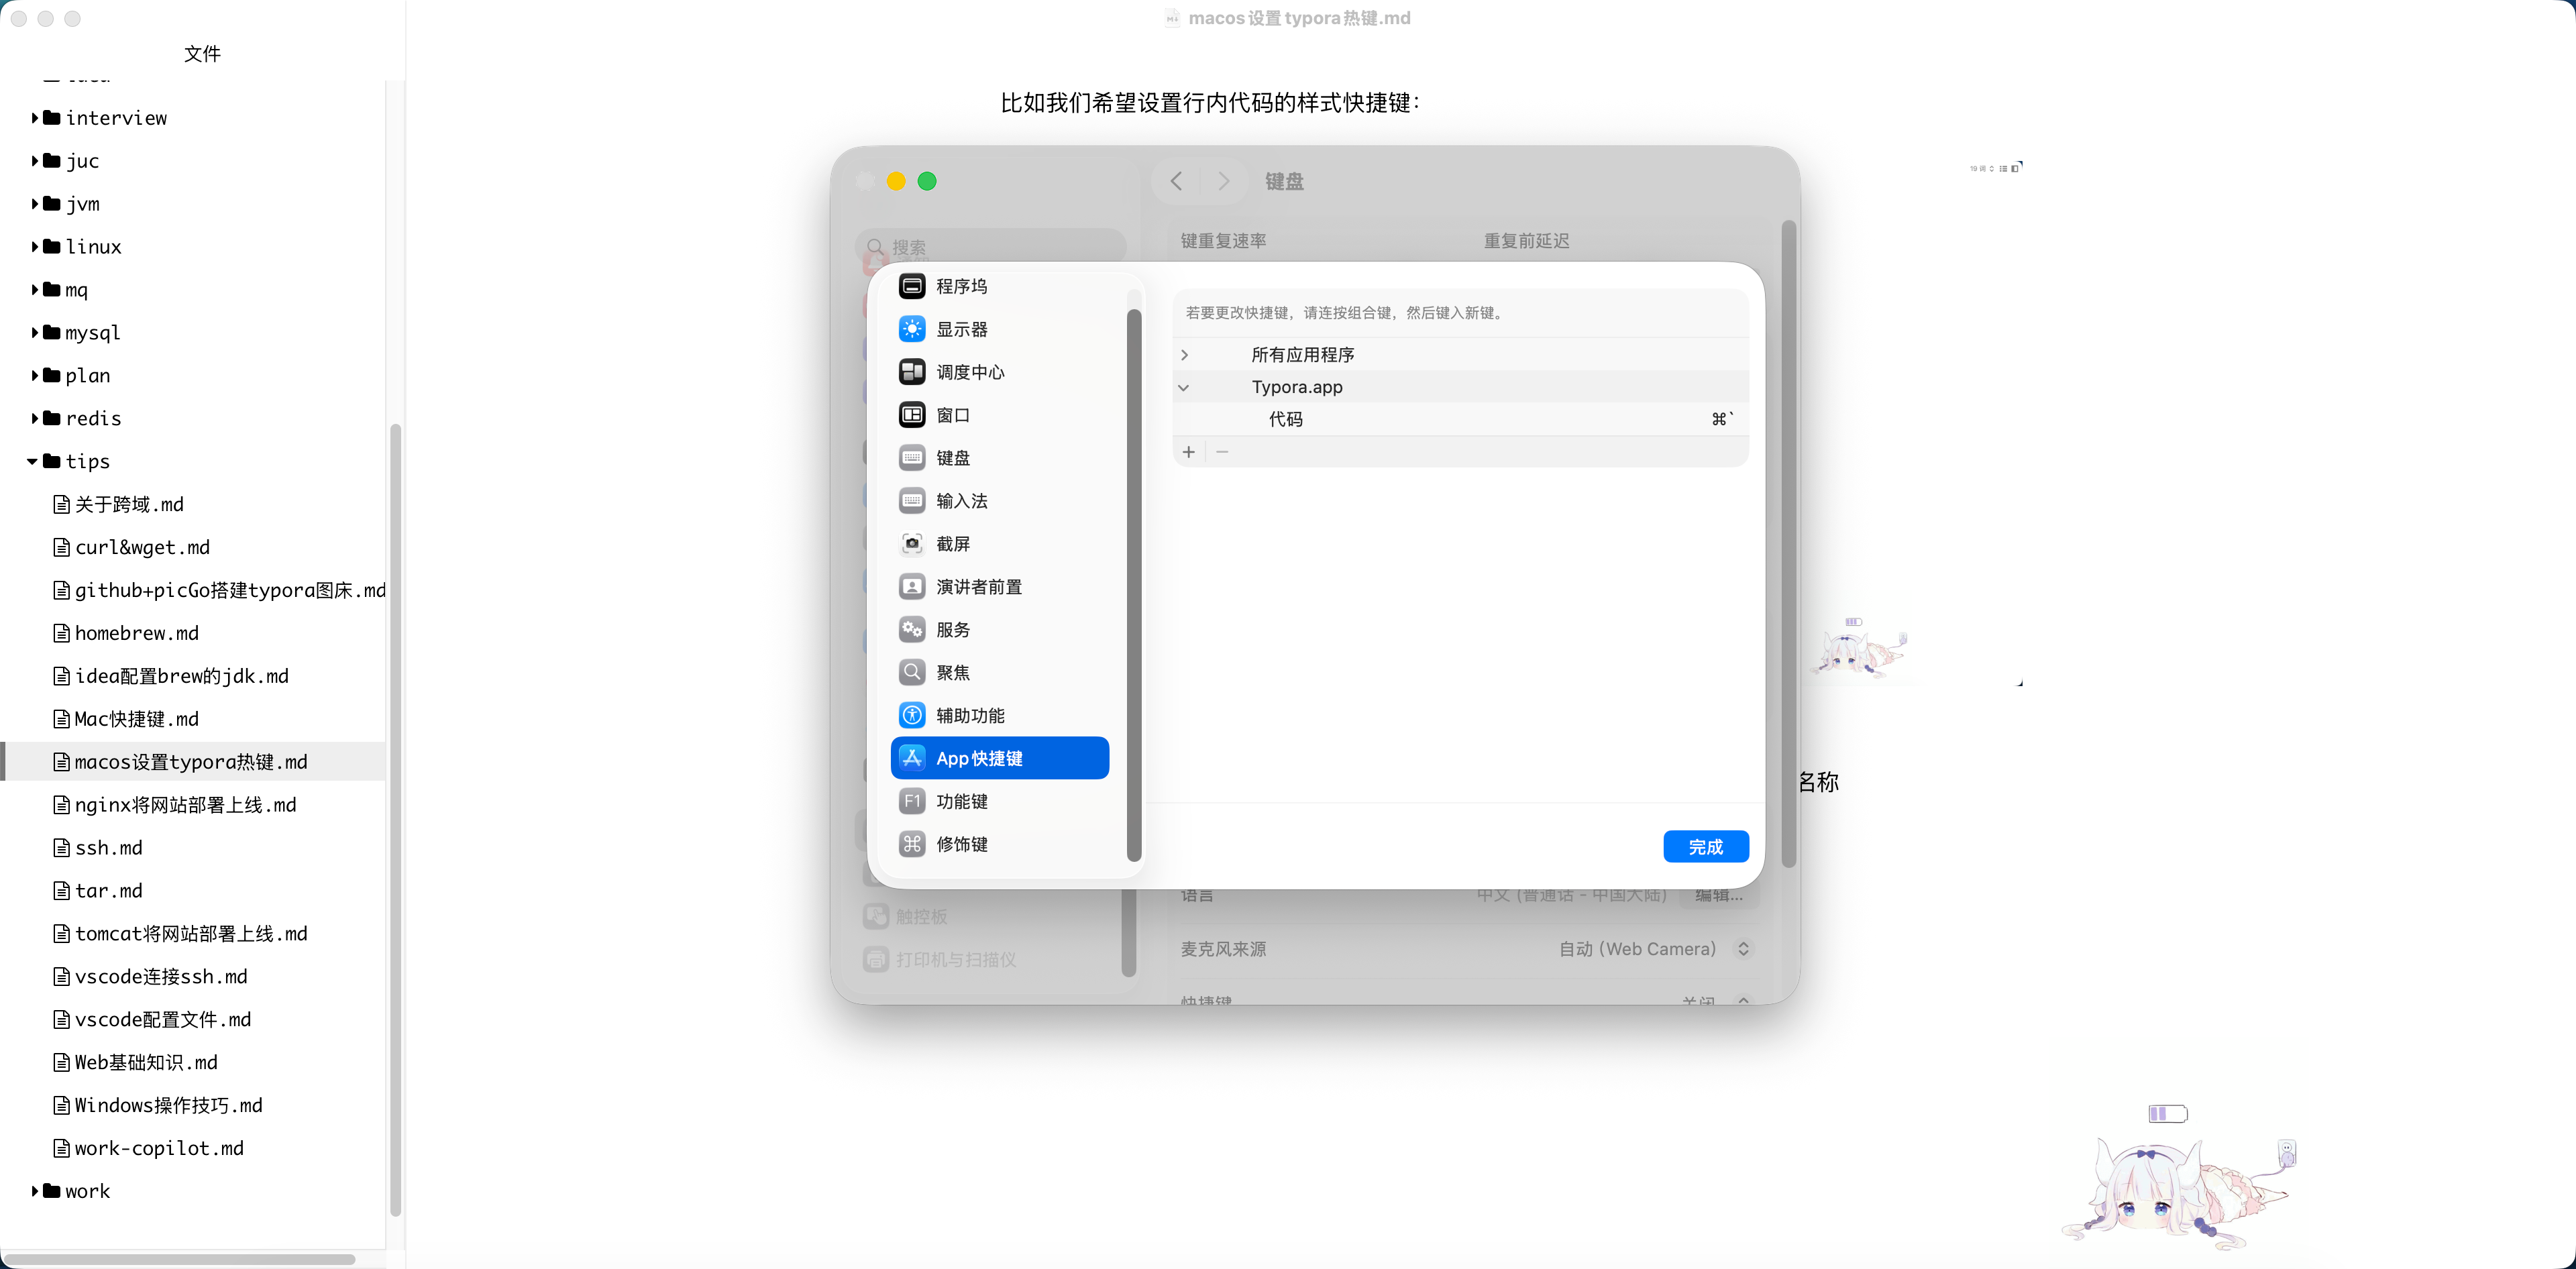 macos设置typora热键.md
文件
interview
juc
jvm
linux
mq
mysql
plan
redis
tips
关于跨域.md
curl&wget.md
github+picGo搭建typora图床.md
homebrew.md
idea配置brew的jdk.md
Mac快捷键.md
macos设置typora热键.md
nginx将网站部署上线.md
ssh.md
tar.md
tomcat将网站部署上线.md
vscode连接ssh.md
vscode配置文件.md
Web基础知识.md
Windows操作技巧.md
work-copilot.md
work
比如我们希望设置行内代码的样式快捷键：
19 词
名称
键盘
搜索
键重复速率
重复前延迟
程序坞
显示器
调度中心
窗口
键盘
输入法
截屏
演讲者前置
服务
聚焦
辅助功能
App快捷键
F1 功能键
修饰键
若要更改快捷键，请连按组合键，然后键入新键。
所有应用程序
Typora.app
代码 ⌘`
完成
触控板
打印机与扫描仪
语言 中文 (普通话 - 中国大陆) 编辑...
麦克风来源 自动 (Web Camera)
快捷键 关闭